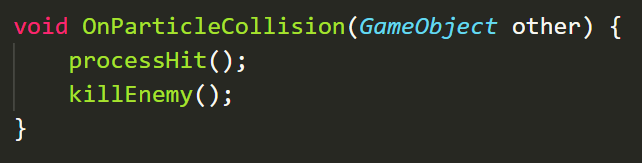 void OnParticleCollision(GameObject other) {
    processHit();
    killEnemy();
}